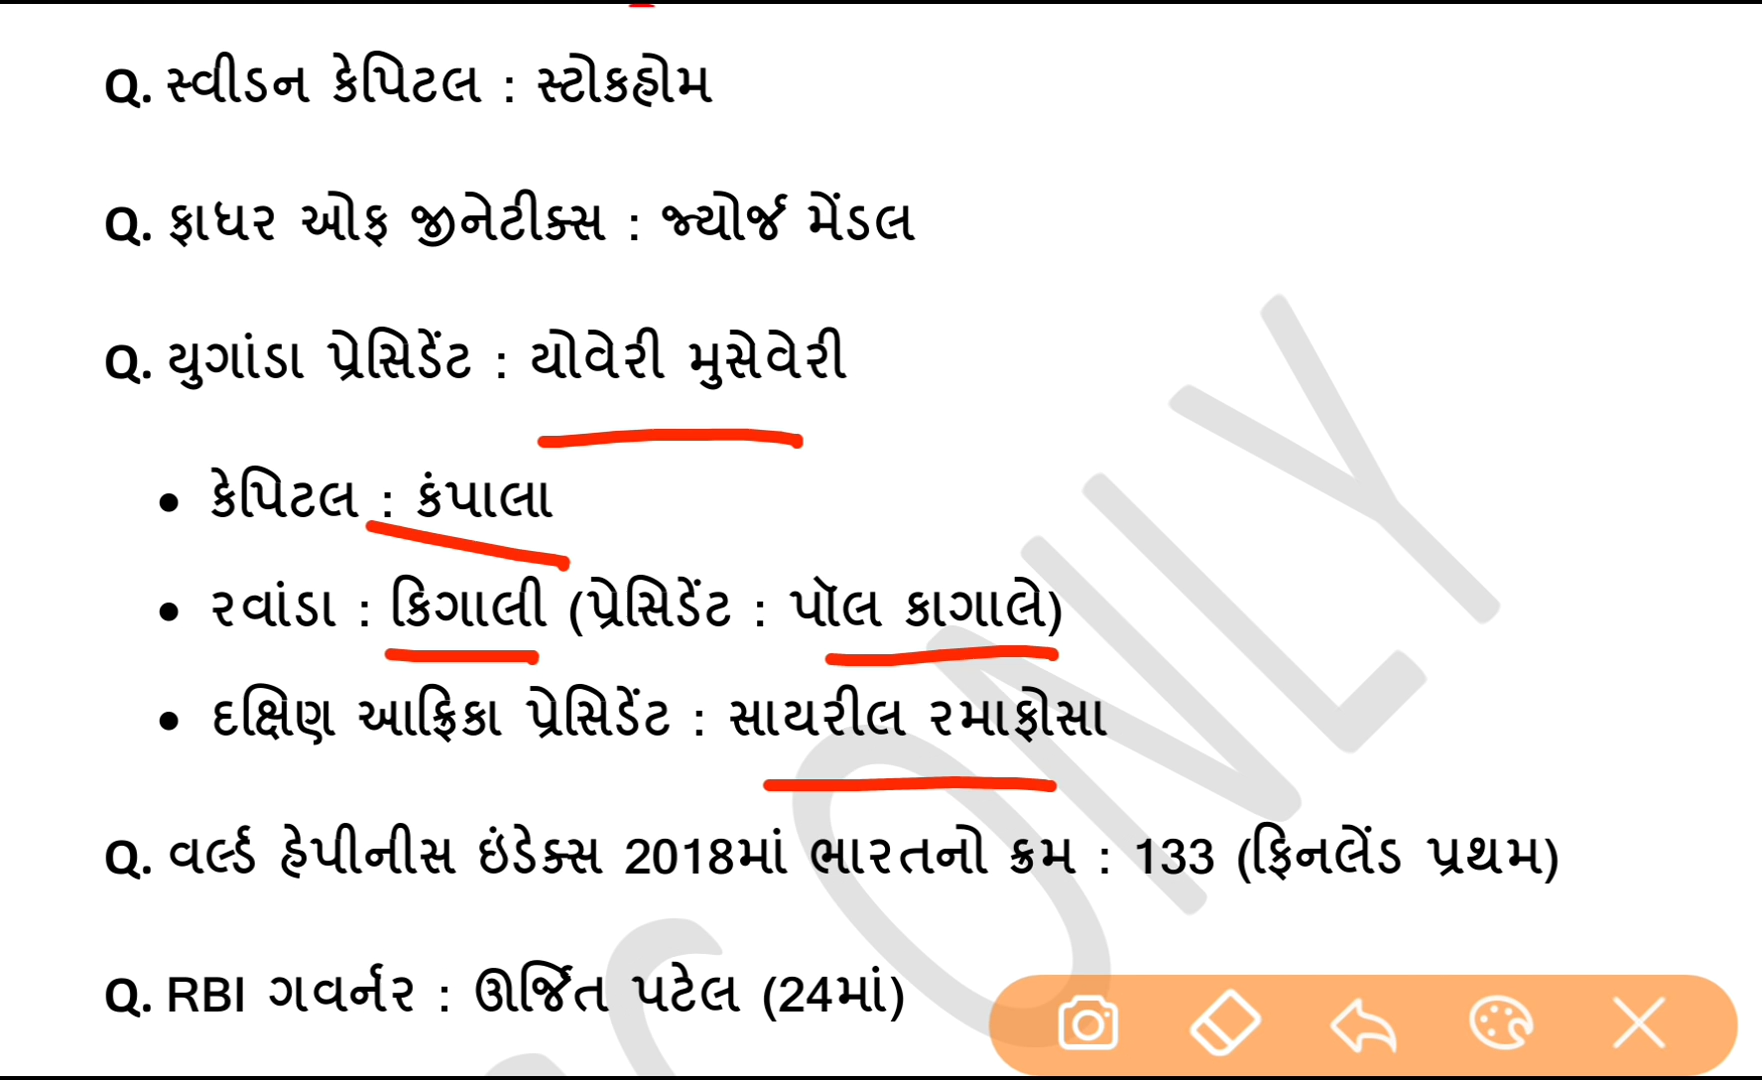 Q. સ્વીડન કેપિટલ : સ્ટોકહોમ
Q. ફાધર ઓફ જીનેટીક્સ : જ્યોર્જ મેંડલ
Q. યુગાંડા પ્રેસિડેંટ : યોવેરી મુસેવેરી
• કેપિટલ : કંપાલા
• રવાંડા : કિગાલી (પ્રેસિડેંટ : પૉલ કાગાલે)
• દક્ષિણ આફ્રિકા પ્રેસિડેંટ : સાયરીલ રમાફોસા
Q. વર્લ્ડ હેપીનીસ ઇંડેક્સ 2018માં ભારતનો ક્રમ : 133 (ફિનલેંડ પ્રથમ)
Q. RBI ગવર્નર : ઊર્જિત પટેલ (24માં)
ONLY